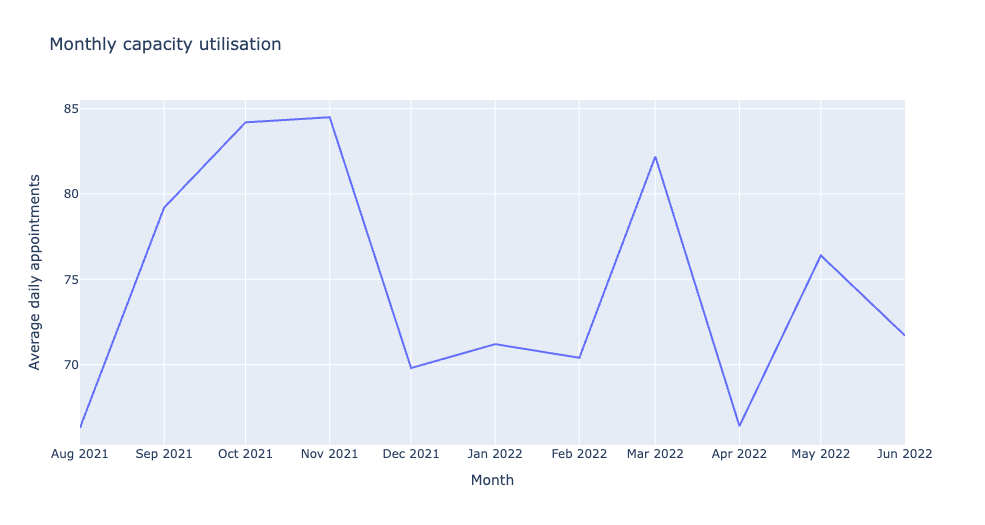 Monthly capacity utilisation
Average daily appointments
85
80
75
70
Aug 2021 Sep 2021 Oct 2021 Nov 2021 Dec 2021 Jan 2022 Feb 2022 Mar 2022 Apr 2022 May 2022 Jun 2022
Month